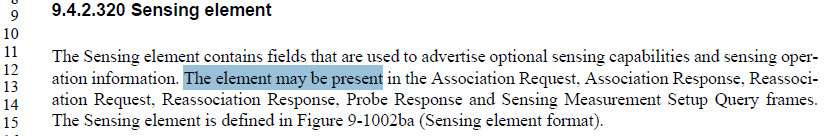 8
9
9.4.2.320 Sensing element
10
11
The Sensing element contains fields that are used to advertise optional sensing capabilities and sensing oper-
12
ation information. The element may be present in the Association Request, Association Response, Reassoci-
13
14
ation Request, Reassociation Response, Probe Response and Sensing Measurement Setup Query frames.
15
The Sensing element is defined in Figure 9-1002ba (Sensing element format).